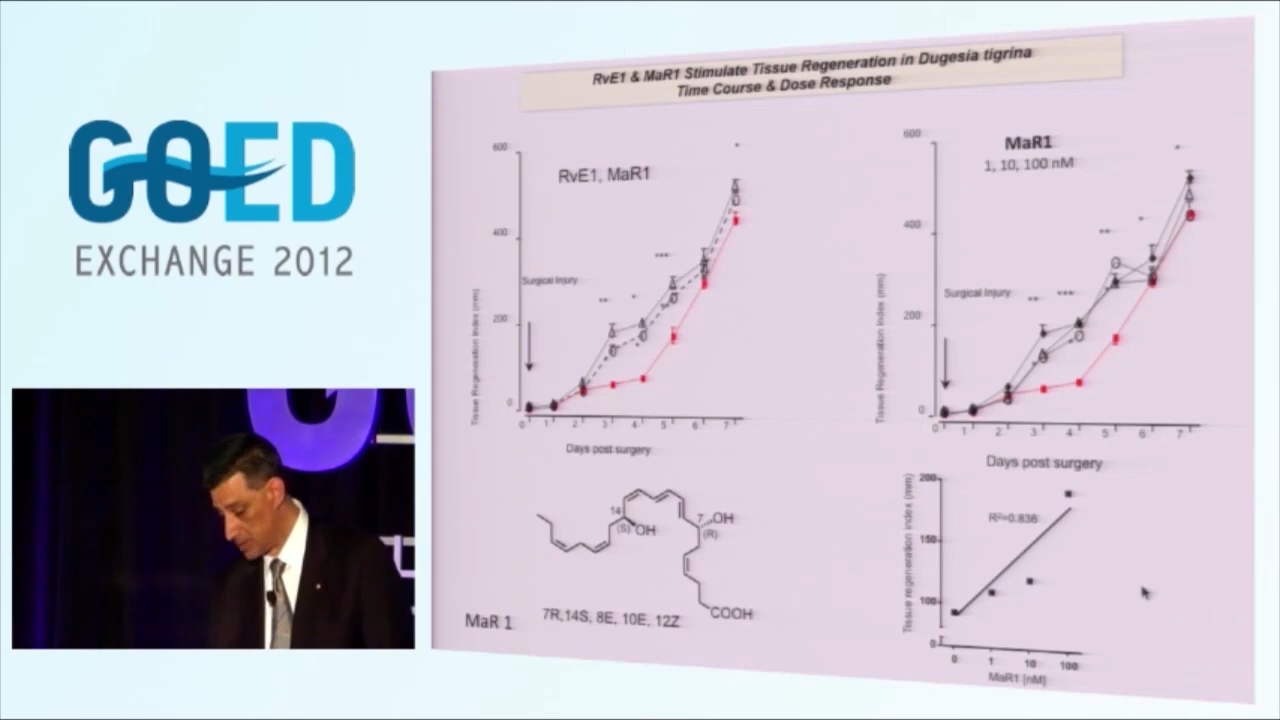 GOED
EXCHANGE 2012
RvE1 & MaR1 Stimulate Tissue Regeneration in Dugesia tigrina
Time Course & Dose Response
RvE1, MaR1
600
400
200
0
Surgical Injury
Tissue Regeneration Index (mm)
0 1 2 3 4 5 6 7
Days post surgery
MaR1
1, 10, 100 nM
600
400
200
0
Surgical Injury
Tissue Regeneration Index (mm)
0 1 2 3 4 5 6 7
Days post surgery
14
(S)
OH
7
OH
(R)
COOH
MaR 1
7R,14S, 8E, 10E, 12Z
200
150
100
0
R²=0.836
Tissue regeneration index (mm)
0 1 10 100
MaR1 [nM]